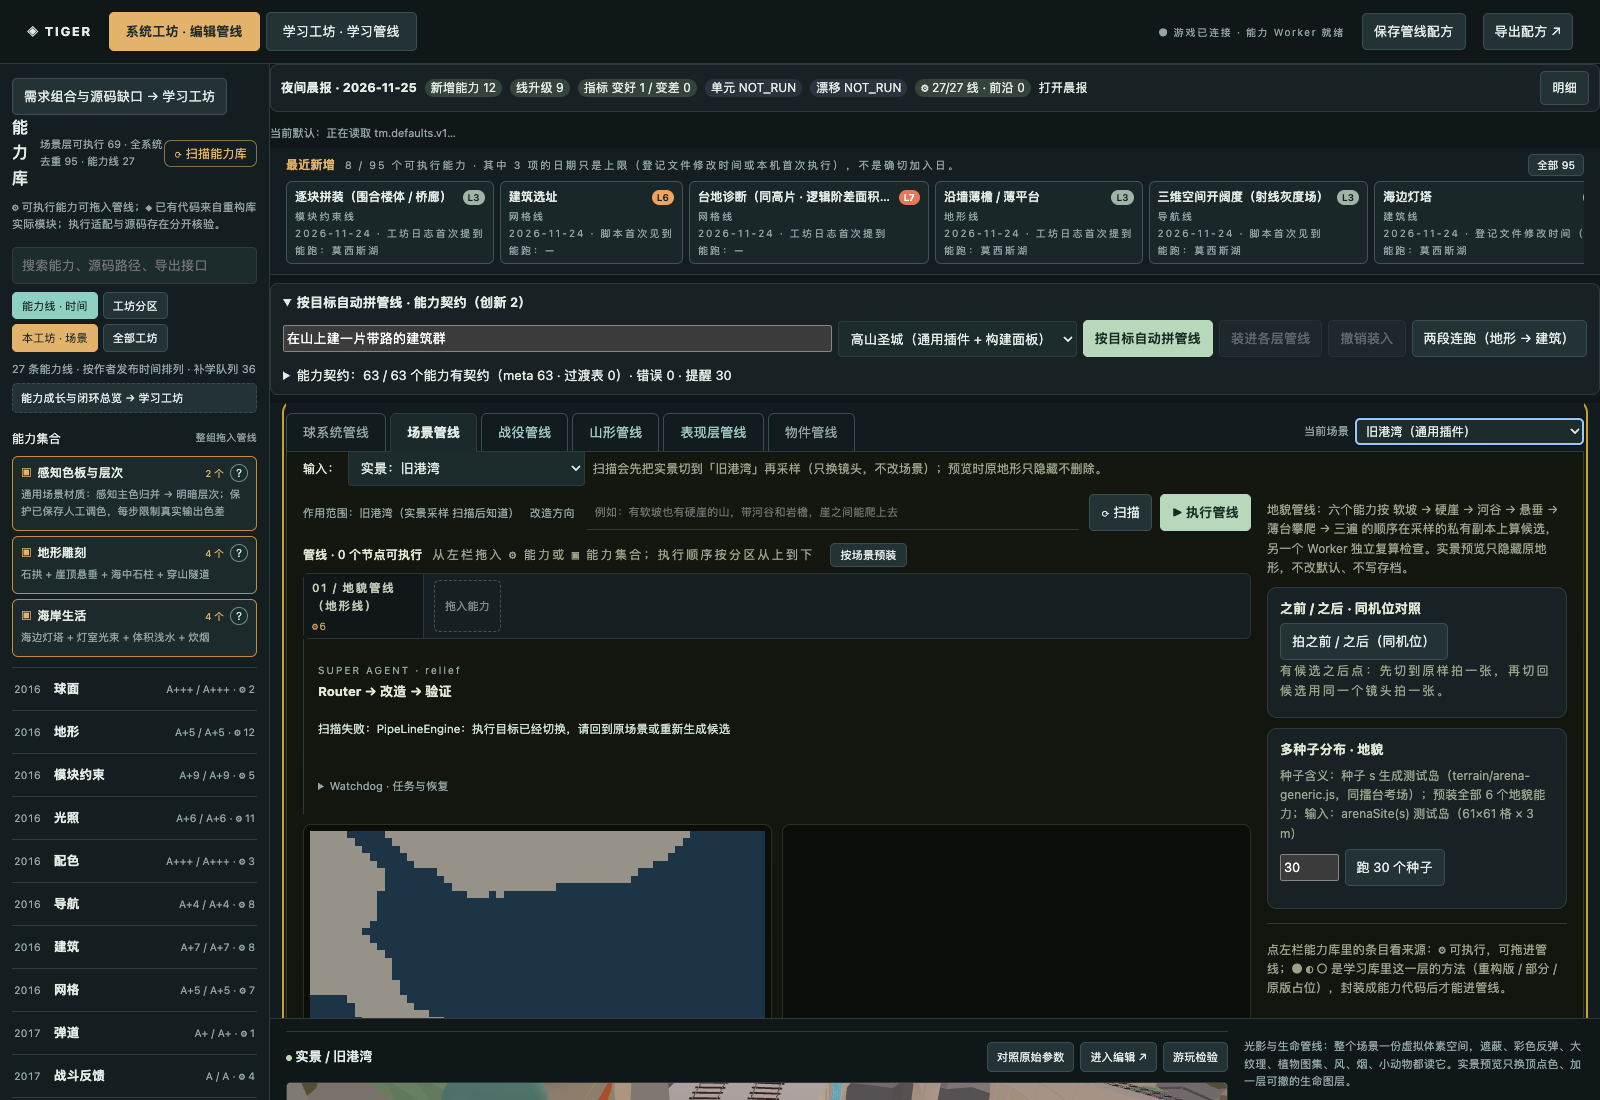 ◈ TIGER
系统工坊 · 编辑管线
学习工坊 · 学习管线
游戏已连接 · 能力 Worker 就绪
保存管线配方
导出配方 ↗
需求组合与源码缺口 → 学习工坊
能力库
场景层可执行 69 · 全系统去重 95 · 能力线 27
⟳ 扫描能力库
⚙ 可执行能力可拖入管线；◆ 已有代码来自重构库实际模块；执行适配与源码存在分开核验。
搜索能力、源码路径、导出接口
能力线 · 时间
工坊分区
本工坊 · 场景
全部工坊
27 条能力线 · 按作者发布时间排列 · 补学队列 36
能力成长与闭环总览 → 学习工坊
能力集合
整组拖入管线
▣ 感知色板与层次
2 个 ?
通用场景材质：感知主色归并 → 明暗层次；保护已保存人工调色，每步限制真实输出色差
▣ 地形雕刻
4 个 ?
石拱 + 崖顶悬垂 + 海中石柱 + 穿山隧道
▣ 海岸生活
4 个 ?
海边灯塔 + 灯室光束 + 体积浅水 + 炊烟
2016 球面 A+++ / A+++ · ⚙ 2
2016 地形 A+5 / A+5 · ⚙ 12
2016 模块约束 A+9 / A+9 · ⚙ 5
2016 光照 A+6 / A+6 · ⚙ 11
2016 配色 A+++ / A+++ · ⚙ 3
2016 导航 A+4 / A+4 · ⚙ 8
2016 建筑 A+7 / A+7 · ⚙ 8
2016 网格 A+5 / A+5 · ⚙ 7
2017 弹道 A+ / A+ · ⚙ 1
2017 战斗反馈 A / A · ⚙ 4
夜间晨报 · 2026-11-25
新增能力 12
线升级 9
指标 变好 1 / 变差 0
单元 NOT_RUN
漂移 NOT_RUN
⚙ 27/27 线 · 前沿 0
打开晨报
明细
当前默认：正在读取 tm.defaults.v1...
最近新增 8 / 95 个可执行能力 · 其中 3 项的日期只是上限（登记文件修改时间或本机首次执行），不是确切加入日。
全部 95
逐块拼装（围合楼体 / 桥廊） L3
模块约束线
2026-11-24 · 工坊日志首次提到
能跑：莫西斯湖
建筑选址 L6
网格线
2026-11-24 · 脚本首次见到
能跑：—
台地诊断（同高片 · 逻辑阶差面积... L7
网格线
2026-11-24 · 工坊日志首次提到
能跑：—
沿墙薄檐 / 薄平台 L3
地形线
2026-11-24 · 工坊日志首次提到
能跑：莫西斯湖
三维空间开阔度（射线灰度场） L3
导航线
2026-11-24 · 脚本首次见到
能跑：莫西斯湖
海边灯塔
建筑线
2026-11-24 · 登记文件修改时间（
能跑：莫西斯湖
▼ 按目标自动拼管线 · 能力契约（创新 2）
在山上建一片带路的建筑群
高山圣城（通用插件 + 构建面板）
按目标自动拼管线
装进各层管线
撤销装入
两段连跑（地形 → 建筑）
▶ 能力契约：63 / 63 个能力有契约（meta 63 · 过渡表 0）· 错误 0 · 提醒 30
球系统管线
场景管线
战役管线
山形管线
表现层管线
物件管线
当前场景
旧港湾（通用插件）
输入：
实景：旧港湾
扫描会先把实景切到「旧港湾」再采样（只换镜头，不改场景）；预览时原地形只隐藏不删除。
作用范围：旧港湾（实景采样 扫描后知道）
改造方向
例如：有软坡也有硬崖的山，带河谷和岩檐，崖之间能爬上去
⟳ 扫描
▶ 执行管线
管线 · 0 个节点可执行 从左栏拖入 ⚙ 能力或 ▣ 能力集合；执行顺序按分区从上到下
按场景预装
01 / 地貌管线
（地形线）
⚙6
拖入能力
SUPER AGENT · relief
Router → 改造 → 验证
扫描失败：PipeLineEngine：执行目标已经切换，请回到原场景或重新生成候选
▶ Watchdog · 任务与恢复
地貌管线：六个能力按 软坡 → 硬崖 → 河谷 → 悬垂 →
薄台攀爬 → 三遍 的顺序在采样的私有副本上算候选，
另一个 Worker 独立复算检查。实景预览只隐藏原地
形，不改默认、不写存档。
之前 / 之后 · 同机位对照
拍之前 / 之后（同机位）
有候选之后点：先切到原样拍一张，再切回
候选用同一个镜头拍一张。
多种子分布 · 地貌
种子含义：种子 s 生成测试岛（terrain/arena-
generic.js，同擂台考场）；预装全部 6 个地貌能
力；输入：arenaSite(s) 测试岛（61×61 格 × 3
m）
30
跑 30 个种子
点左栏能力库里的条目看来源：⚙ 可执行，可拖进管
线；● ◐ ○ 是学习库里这一层的方法（重构版 / 部分 /
原版占位），封装成能力代码后才能进管线。
实景 / 旧港湾
对照原始参数
进入编辑 ↗
游玩检验
光影与生命管线：整个场景一份虚拟体素空间，遮蔽、彩色反弹、大
纹理、植物图集、风、烟、小动物都读它。实景预览只换顶点色、加
一层可撤的生命图层。